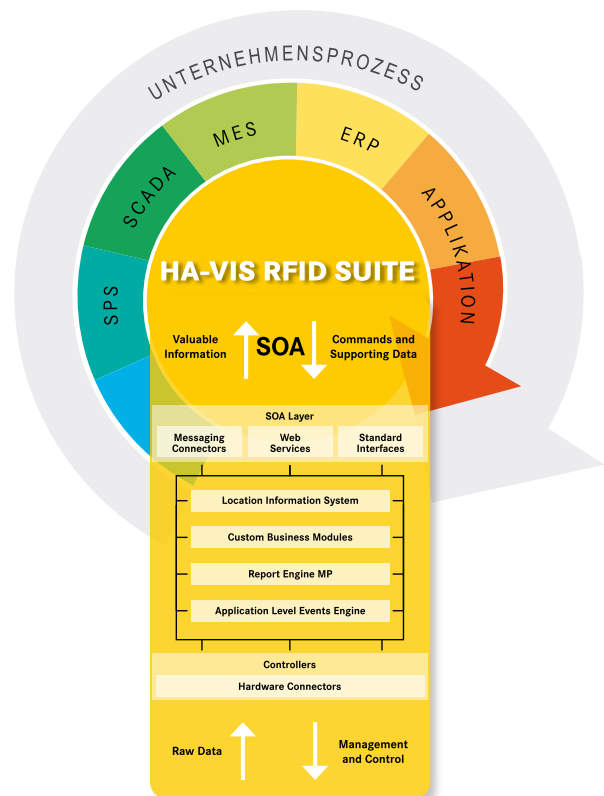 UNTERNEHMENSPROZESS
MES
ERP
SCADA
APPLIKATION
SPS
HA-VIS RFID SUITE
Valuable
Information
SOA
Commands and
Supporting Data
SOA Layer
Messaging
Connectors
Web
Services
Standard
Interfaces
Location Information System
Custom Business Modules
Report Engine MP
Application Level Events Engine
Controllers
Hardware Connectors
Raw Data
Management
and Control